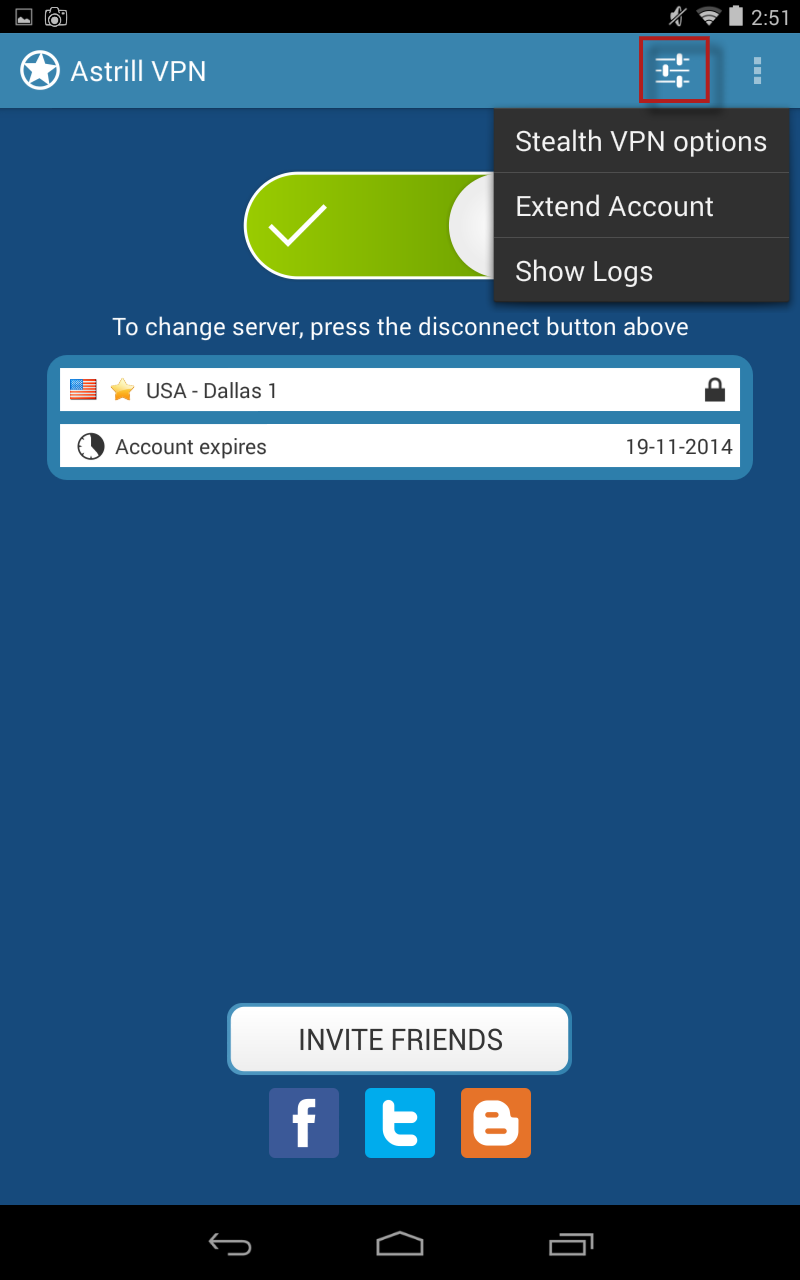 2:51
Astrill VPN
Stealth VPN options
Extend Account
Show Logs
To change server, press the disconnect button above
USA - Dallas 1
Account expires 19-11-2014
INVITE FRIENDS